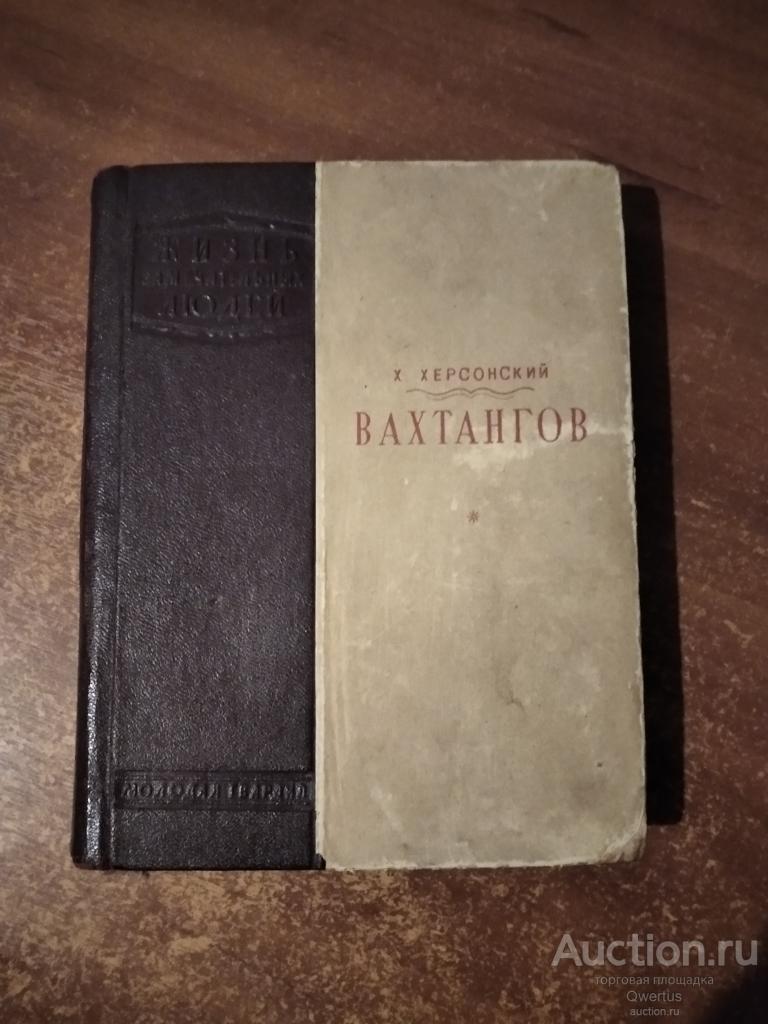 ЖИЗНЬ
ЗАМЕЧАТЕЛЬНЫХ
ЛЮДЕЙ
Х. ХЕРСОНСКИЙ
ВАХТАНГОВ
*
МОЛОДАЯ ГВАРДИЯ
Auction.ru
торговая площадка
Qwertus
auction.ru